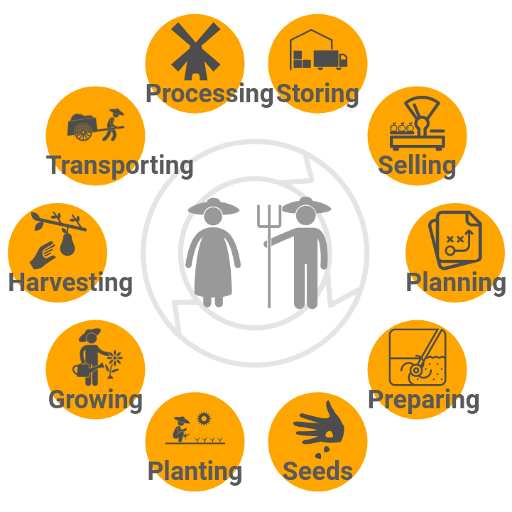 Processing
Storing
Transporting
Selling
Harvesting
Planning
Growing
Preparing
Planting
Seeds